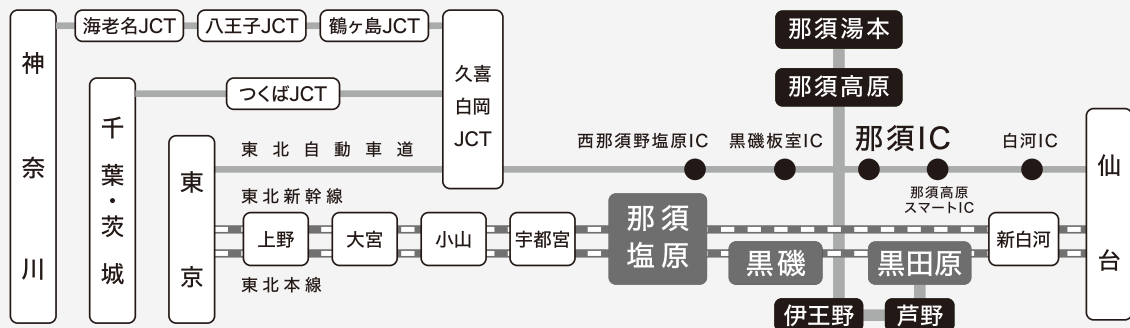 神奈川
海老名JCT
八王子JCT
鶴ヶ島JCT
久喜
白岡
JCT
千葉・茨城
つくばJCT
東京
東北自動車道
東北新幹線
上野
大宮
小山
宇都宮
東北本線
西那須野塩原IC
黒磯板室IC
那須IC
那須高原
スマートIC
白河IC
那須湯本
那須高原
那須
塩原
黒磯
黒田原
新白河
伊王野
芦野
仙台